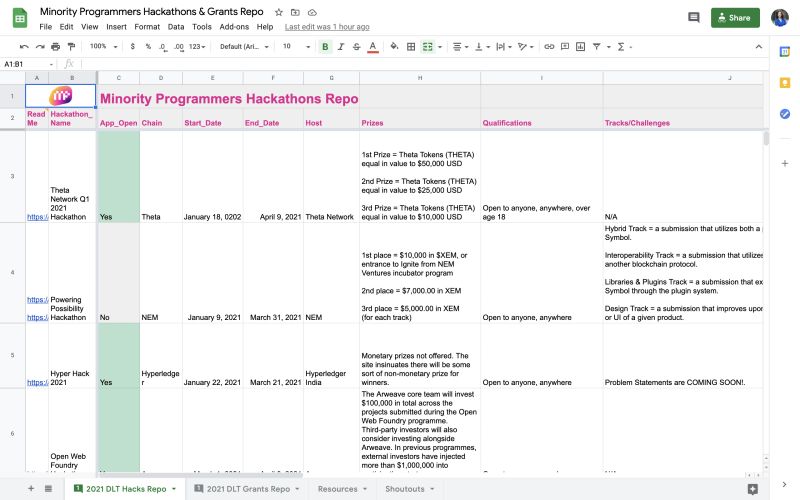 Minority Programmers Hackathons & Grants Repo
File Edit View Insert Format Data Tools Add-ons Help Last edit was 1 hour ago
Share
100% $ % .0 .00 123 Default (Ari... 10 B I S A
A1:B1 fx
A B C D E F G H I J
1 Minority Programmers Hackathons Repo
2 Read Hackathon_
Me Name App_Open Chain Start_Date End_Date Host Prizes Qualifications Tracks/Challenges
1st Prize = Theta Tokens (THETA)
equal in value to $50,000 USD
2nd Prize = Theta Tokens (THETA)
equal in value to $25,000 USD
Theta
Network Q1
2021
3rd Prize = Theta Tokens (THETA)
Open to anyone, anywhere, over
3 https:/ Hackathon Yes Theta January 18, 0202 April 9, 2021 Theta Network equal in value to $10,000 USD age 18 N/A
Hybrid Track = a submission that utilizes both a
Symbol.
Interoperability Track = a submission that utilizes
another blockchain protocol.
Libraries & Plugins Track = a submission that ex
Symbol through the plugin system.
Design Track = a submission that improves upon
or UI of a given product.
1st place = $10,000 in $XEM, or
entrance to Ignite from NEM
Ventures incubator program
2nd place = $7,000.00 in XEM
3rd place = $5,000.00 in XEM
(for each track)
4 https:/ Powering
Possibility
https:/ Hackathon No NEM January 9, 2021 March 31, 2021 NEM Open to anyone, anywhere
Monetary prizes not offered. The
site insinuates there will be some
sort of non-monetary prize for
winners.
5 https:/ Hyper Hack
2021 Yes Hyperledge
r January 22, 2021 March 21, 2021 Hyperledger
India Open to anyone, anywhere Problem Statements are COMING SOON!.
The Arweave core team will invest
$100,000 in total across the
projects submitted during the Open
Web Foundry programme.
Third-party investors will also
consider investing alongside
Arweave. In previous programmes,
external investors have injected
more than $1,000,000 into
6 Open Web
Foundry
1 2021 DLT Hacks Repo 1 2021 DLT Grants Repo Resources Shoutouts